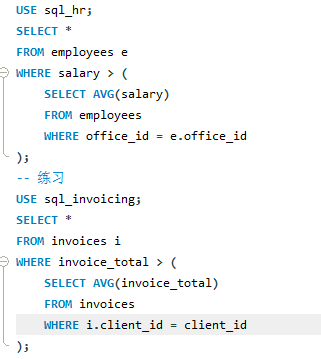 USE sql_hr;
SELECT *
FROM employees e
WHERE salary > (
    SELECT AVG(salary)
    FROM employees
    WHERE office_id = e.office_id
);
-- 练习
USE sql_invoicing;
SELECT *
FROM invoices i
WHERE invoice_total > (
    SELECT AVG(invoice_total)
    FROM invoices
    WHERE i.client_id = client_id
);